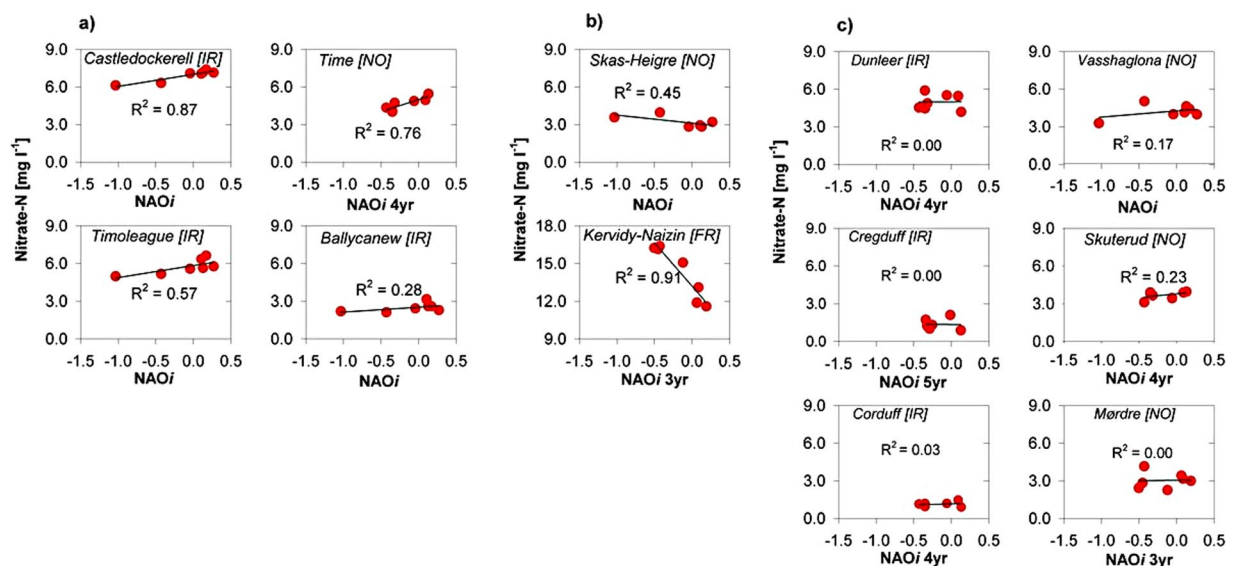 a)
Nitrate-N [mg l-1]
Castledockerell [IR]
9.0
6.0
3.0
0.0
R2 = 0.87
-1.5 -1.0 -0.5 0.0 0.5
NAOi
Time [NO]
9.0
6.0
3.0
0.0
R2 = 0.76
-1.5 -1.0 -0.5 0.0 0.5
NAOi 4yr
Timoleague [IR]
9.0
6.0
3.0
0.0
R2 = 0.57
-1.5 -1.0 -0.5 0.0 0.5
NAOi
Ballycanew [IR]
9.0
6.0
3.0
0.0
R2 = 0.28
-1.5 -1.0 -0.5 0.0 0.5
NAOi
b)
Nitrate-N [mg l-1]
Skas-Heigre [NO]
9.0
6.0
3.0
0.0
R2 = 0.45
-1.5 -1.0 -0.5 0.0 0.5
NAOi
Kervidy-Naizin [FR]
18.0
15.0
12.0
9.0
R2 = 0.91
-1.5 -1.0 -0.5 0.0 0.5
NAOi 3yr
c)
Nitrate-N [mg l-1]
Dunleer [IR]
9.0
6.0
3.0
0.0
R2 = 0.00
-1.5 -1.0 -0.5 0.0 0.5
NAOi 4yr
Vasshaglona [NO]
9.0
6.0
3.0
0.0
R2 = 0.17
-1.5 -1.0 -0.5 0.0 0.5
NAOi
Cregduff [IR]
9.0
6.0
3.0
0.0
R2 = 0.00
-1.5 -1.0 -0.5 0.0 0.5
NAOi 5yr
Skuterud [NO]
9.0
6.0
3.0
0.0
R2 = 0.23
-1.5 -1.0 -0.5 0.0 0.5
NAOi 4yr
Corduff [IR]
9.0
6.0
3.0
0.0
R2 = 0.03
-1.5 -1.0 -0.5 0.0 0.5
NAOi 4yr
Mørdre [NO]
9.0
6.0
3.0
0.0
R2 = 0.00
-1.5 -1.0 -0.5 0.0 0.5
NAOi 3yr